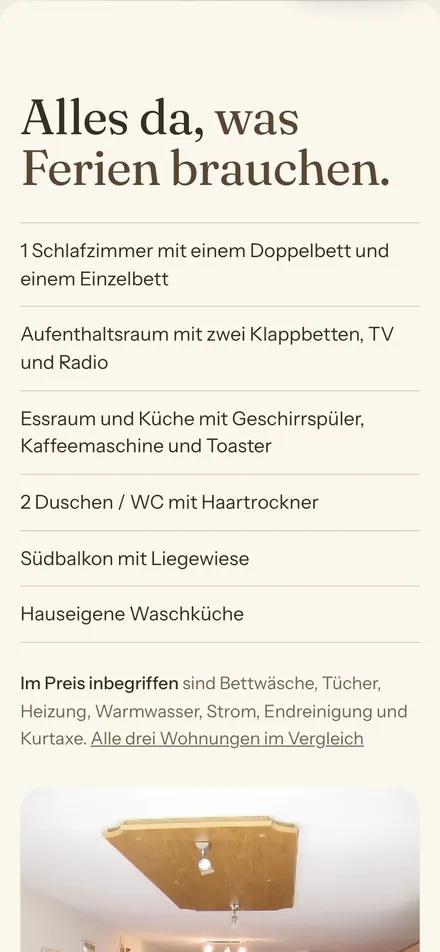 Alles da, was
Ferien brauchen.
1 Schlafzimmer mit einem Doppelbett und
einem Einzelbett
Aufenthaltsraum mit zwei Klappbetten, TV
und Radio
Essraum und Küche mit Geschirrspüler,
Kaffeemaschine und Toaster
2 Duschen / WC mit Haartrockner
Südbalkon mit Liegewiese
Hauseigene Waschküche
Im Preis inbegriffen sind Bettwäsche, Tücher,
Heizung, Warmwasser, Strom, Endreinigung und
Kurtaxe. Alle drei Wohnungen im Vergleich